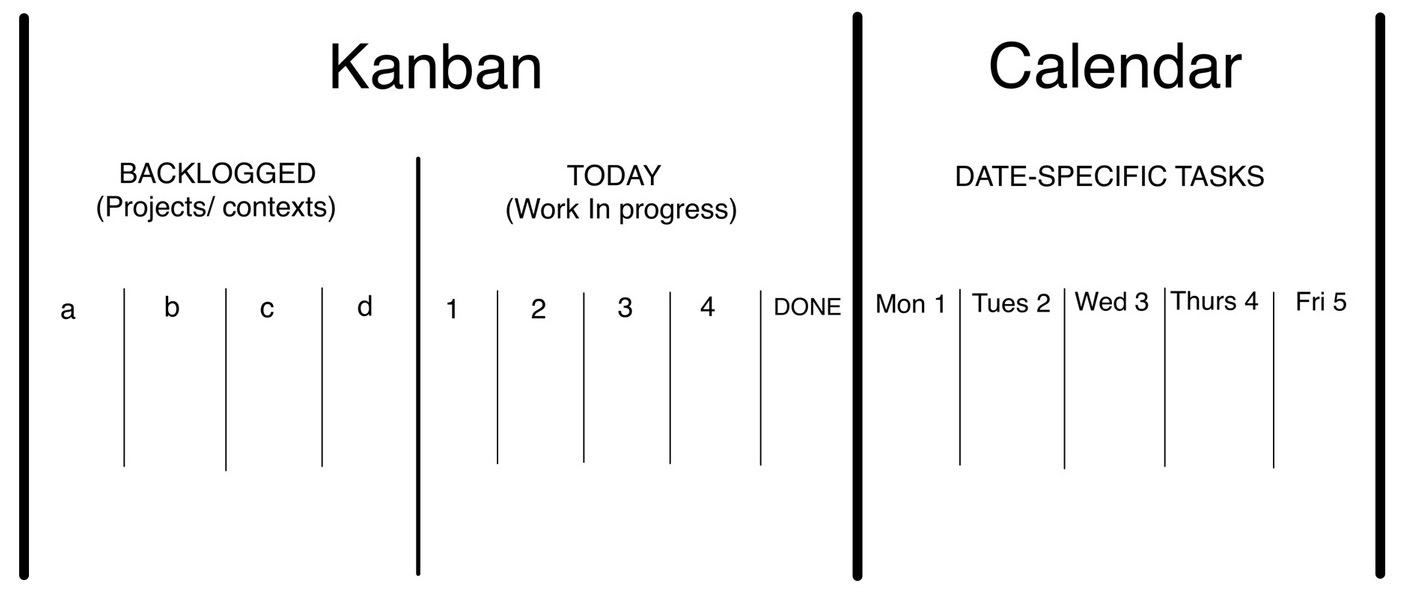 Kanban
Calendar
BACKLOGGED
(Projects/ contexts)
TODAY
(Work In progress)
DATE-SPECIFIC TASKS
a
b
c
d
1
2
3
4
DONE
Mon 1
Tues 2
Wed 3
Thurs 4
Fri 5